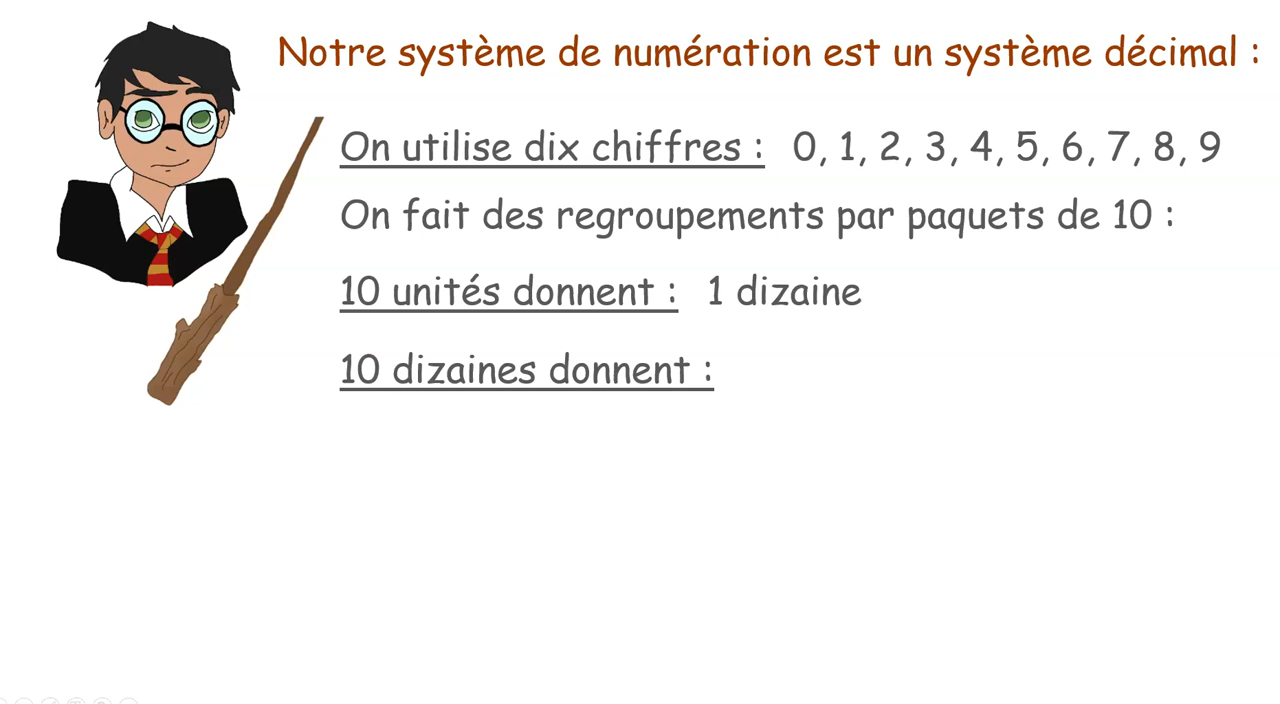 Notre système de numération est un système décimal :
On utilise dix chiffres : 0, 1, 2, 3, 4, 5, 6, 7, 8, 9
On fait des regroupements par paquets de 10 :
10 unités donnent : 1 dizaine
10 dizaines donnent :